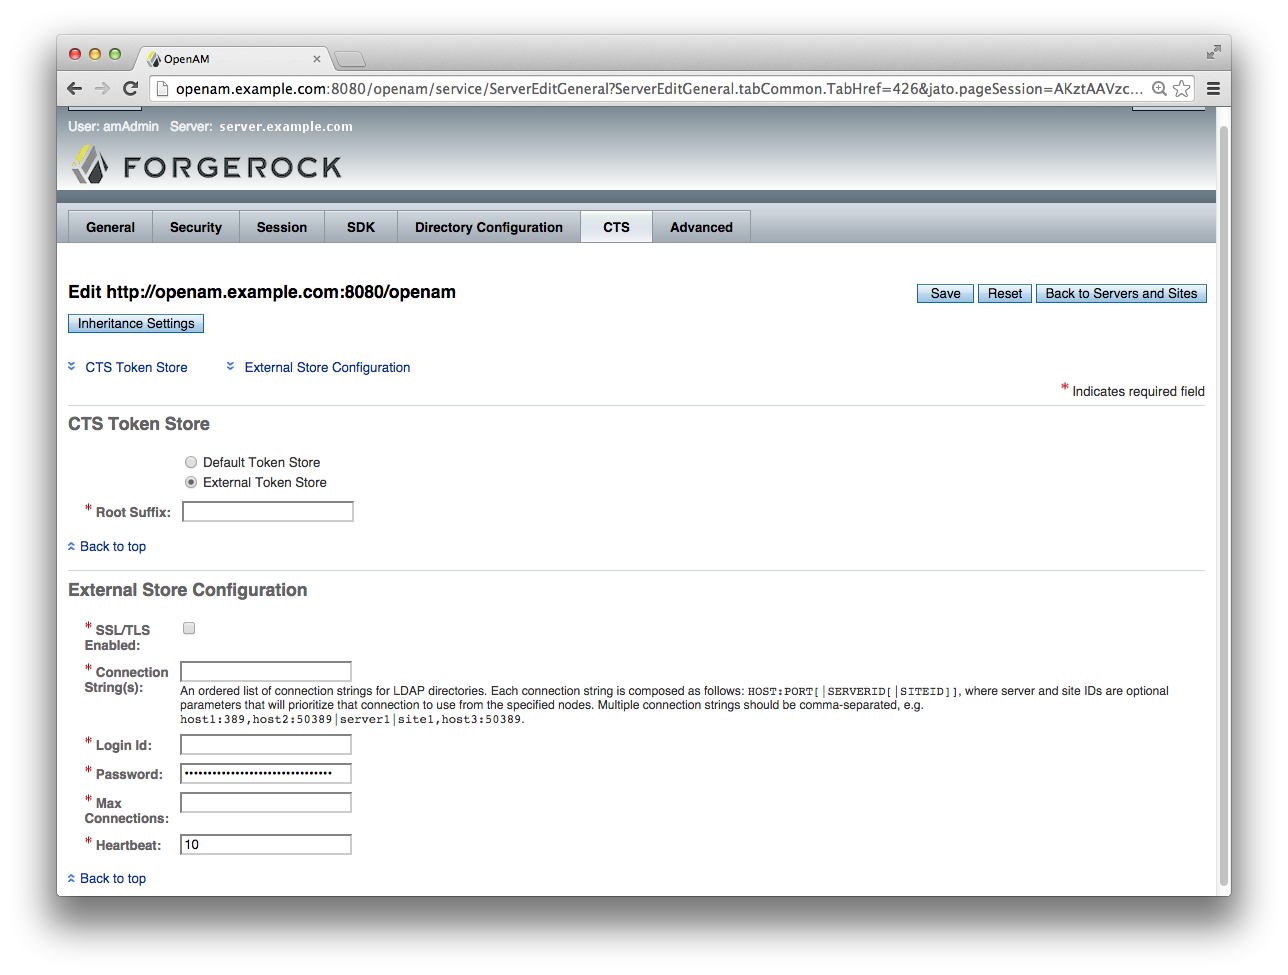 OpenAM
openam.example.com:8080/openam/service/ServerEditGeneral?ServerEditGeneral.tabCommon.TabHref=426&jato.pageSession=AKztAAVzc...
User: amAdmin Server: server.example.com
FORGEROCK
General Security Session SDK Directory Configuration CTS Advanced
Edit http://openam.example.com:8080/openam
Save Reset Back to Servers and Sites
Inheritance Settings
CTS Token Store External Store Configuration
* Indicates required field
CTS Token Store
Default Token Store
External Token Store
* Root Suffix:
Back to top
External Store Configuration
* SSL/TLS
Enabled:
* Connection
String(s):
An ordered list of connection strings for LDAP directories. Each connection string is composed as follows: HOST:PORT[|SERVERID[|SITEID]], where server and site IDs are optional
parameters that will prioritize that connection to use from the specified nodes. Multiple connection strings should be comma-separated, e.g.
host1:389,host2:50389|server1|site1,host3:50389.
* Login Id:
* Password: ••••••••••••••••••••••••••••••••
* Max
Connections:
* Heartbeat: 10
Back to top